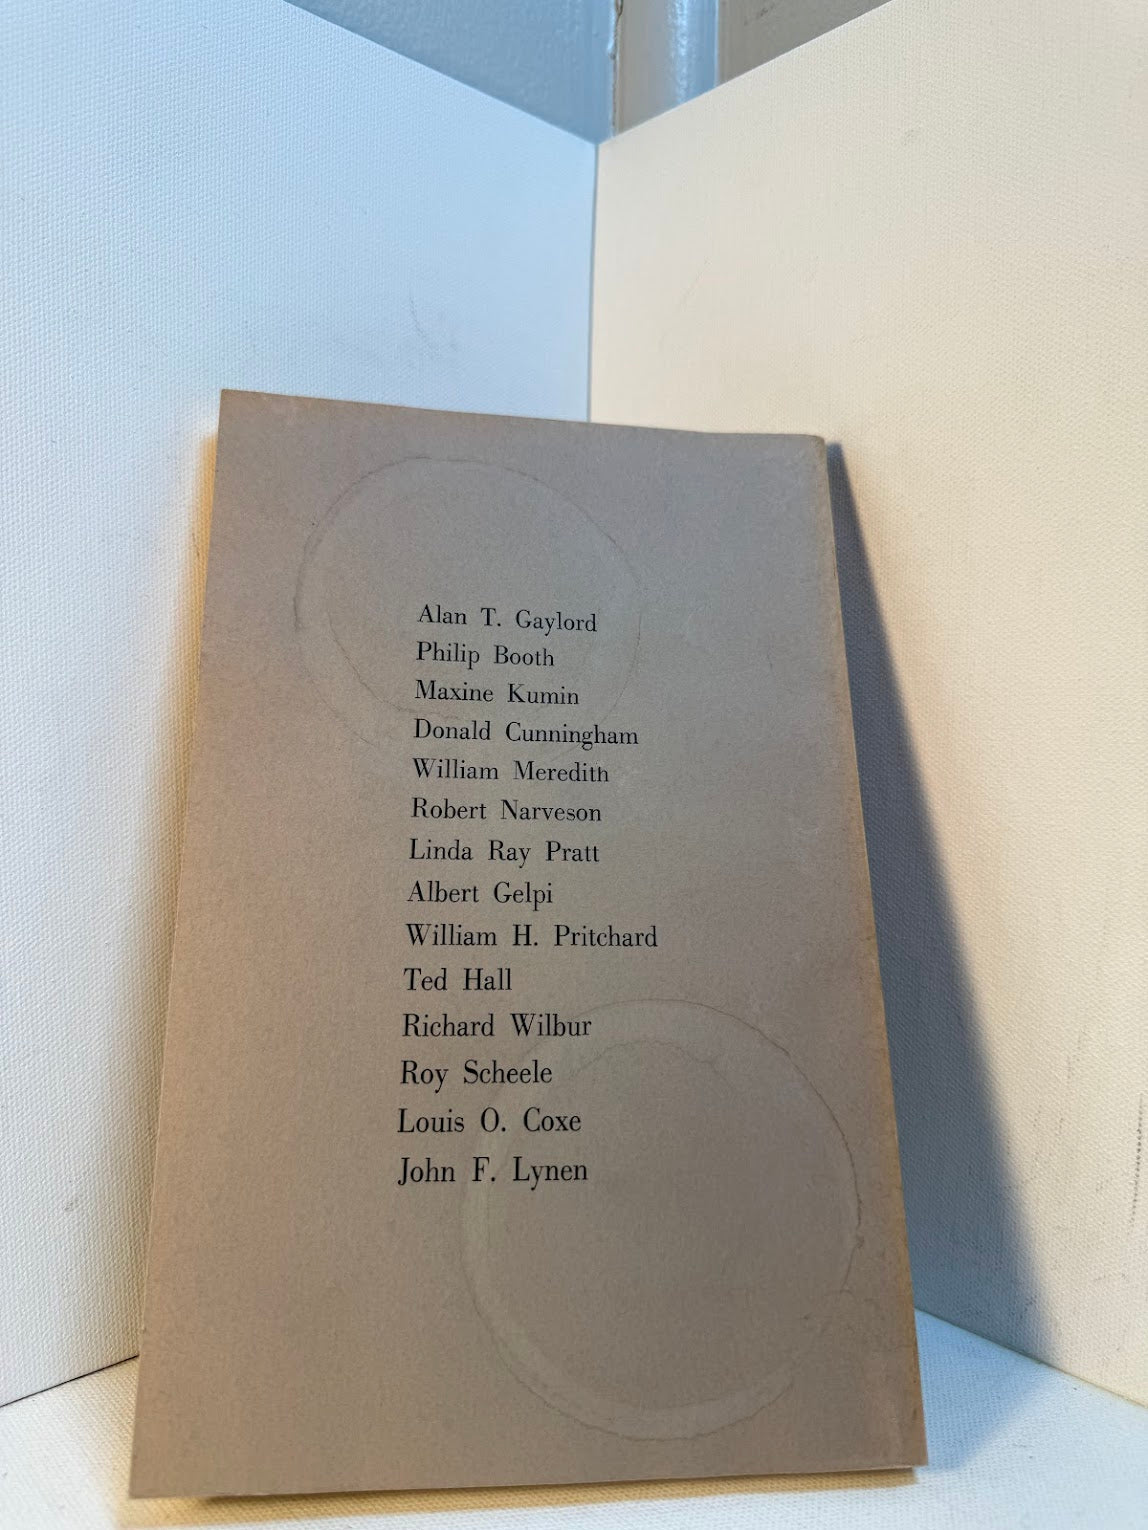 Alan T. Gaylord
Philip Booth
Maxine Kumin
Donald Cunningham
William Meredith
Robert Narveson
Linda Ray Pratt
Albert Gelpi
William H. Pritchard
Ted Hall
Richard Wilbur
Roy Scheele
Louis O. Coxe
John F. Lynen